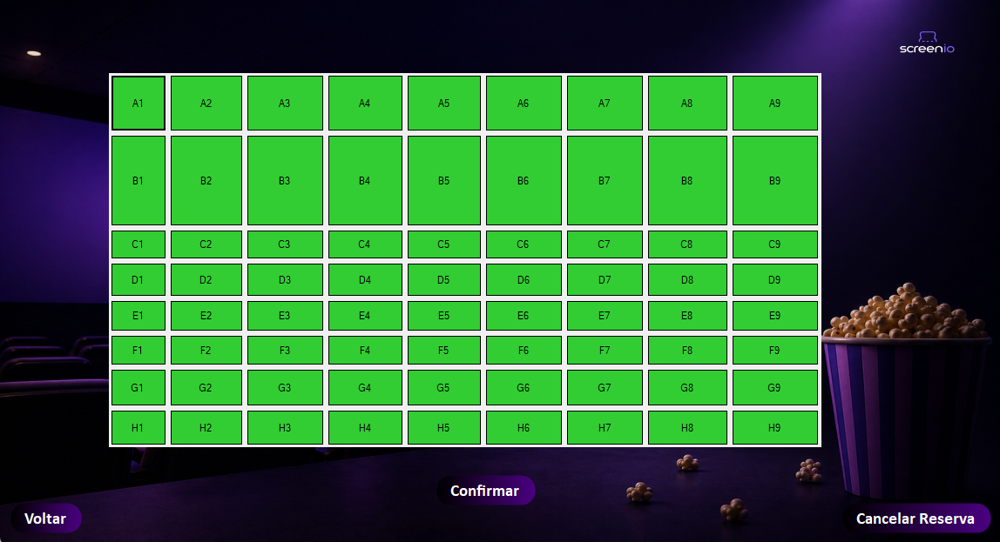 screenio
A1 A2 A3 A4 A5 A6 A7 A8 A9
B1 B2 B3 B4 B5 B6 B7 B8 B9
C1 C2 C3 C4 C5 C6 C7 C8 C9
D1 D2 D3 D4 D5 D6 D7 D8 D9
E1 E2 E3 E4 E5 E6 E7 E8 E9
F1 F2 F3 F4 F5 F6 F7 F8 F9
G1 G2 G3 G4 G5 G6 G7 G8 G9
H1 H2 H3 H4 H5 H6 H7 H8 H9
Confirmar
Voltar Cancelar Reserva